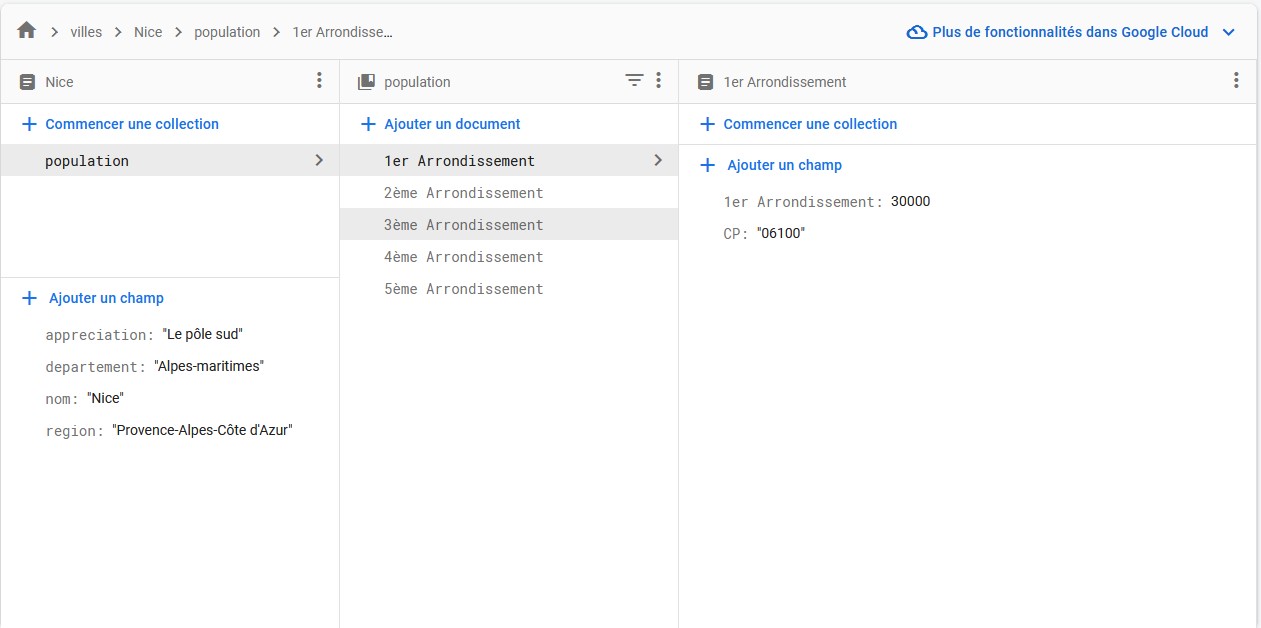 villes > Nice > population > 1er Arrondisse... Plus de fonctionnalités dans Google Cloud
Nice
Commencer une collection
population
Ajouter un champ
appreciation: "Le pôle sud"
departement: "Alpes-maritimes"
nom: "Nice"
region: "Provence-Alpes-Côte d'Azur"
population
Ajouter un document
1er Arrondissement
2ème Arrondissement
3ème Arrondissement
4ème Arrondissement
5ème Arrondissement
1er Arrondissement
Commencer une collection
Ajouter un champ
1er Arrondissement: 30000
CP: "06100"